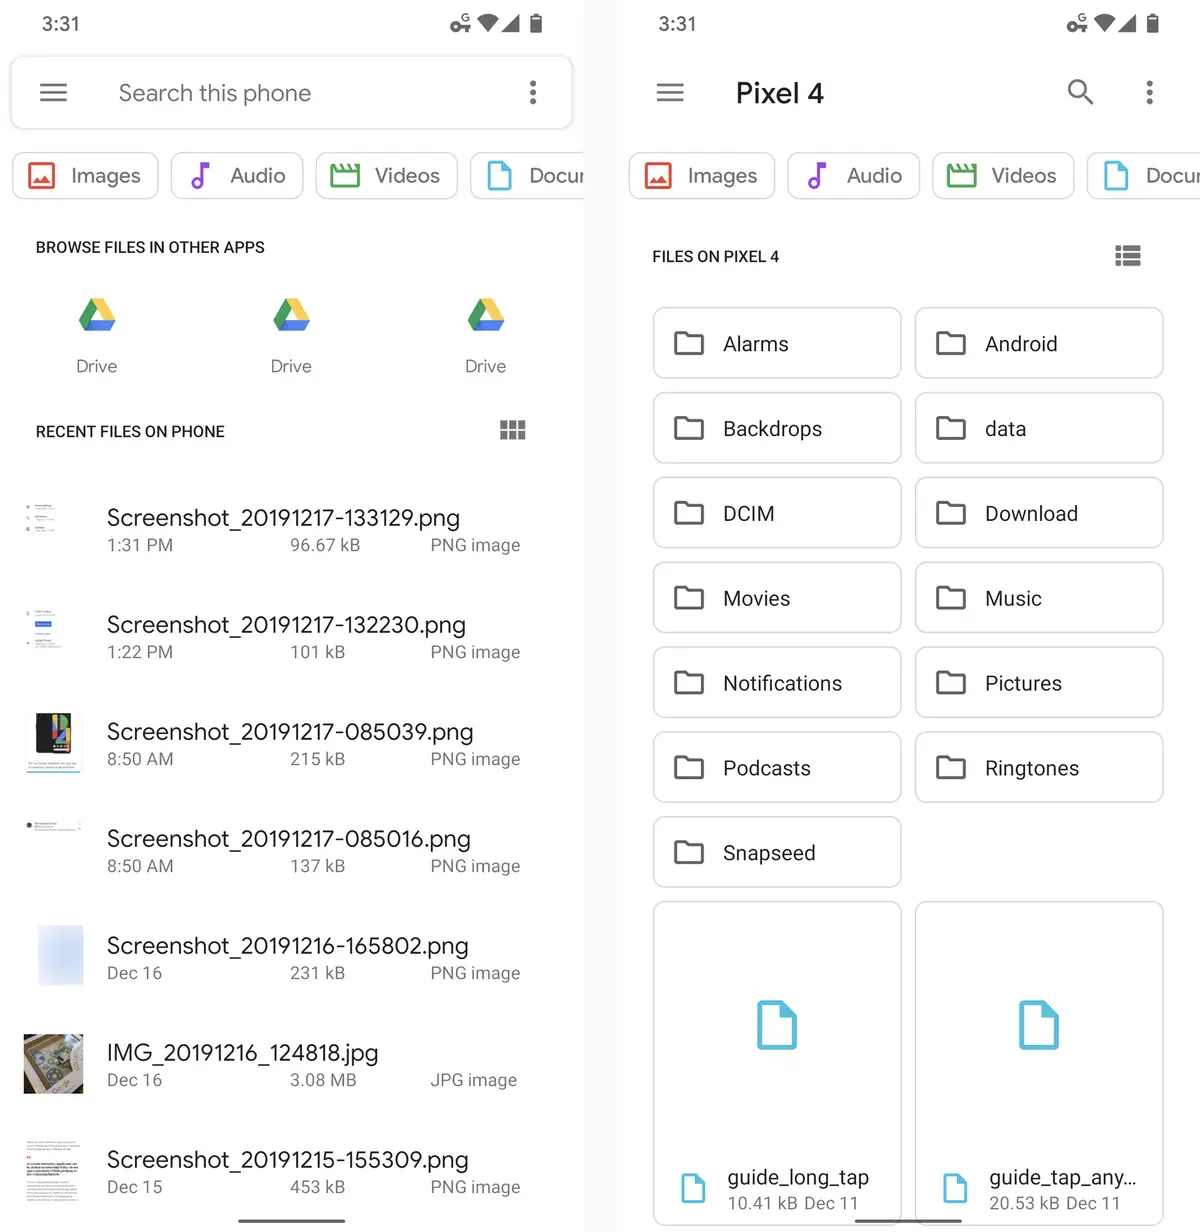 3:31
Search this phone
Images Audio Videos Docur
BROWSE FILES IN OTHER APPS
Drive Drive Drive
RECENT FILES ON PHONE
Screenshot_20191217-133129.png
1:31 PM 96.67 kB PNG image
Screenshot_20191217-132230.png
1:22 PM 101 kB PNG image
Screenshot_20191217-085039.png
8:50 AM 215 kB PNG image
Screenshot_20191217-085016.png
8:50 AM 137 kB PNG image
Screenshot_20191216-165802.png
Dec 16 231 kB PNG image
IMG_20191216_124818.jpg
Dec 16 3.08 MB JPG image
Screenshot_20191215-155309.png
Dec 15 453 kB PNG image
3:31
Pixel 4
Images Audio Videos Docur
FILES ON PIXEL 4
Alarms Android
Backdrops data
DCIM Download
Movies Music
Notifications Pictures
Podcasts Ringtones
Snapseed
guide_long_tap
10.41 kB Dec 11
guide_tap_any...
20.53 kB Dec 11